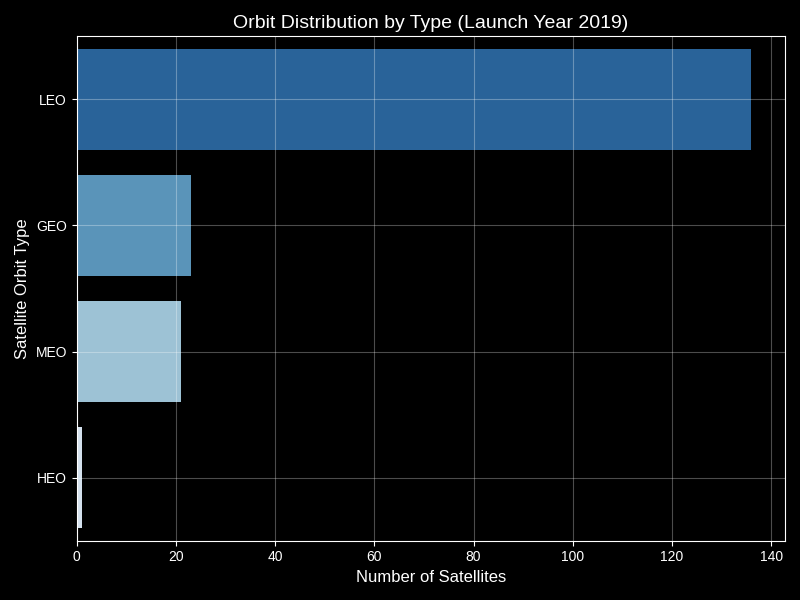 Orbit Distribution by Type (Launch Year 2019)
Satellite Orbit Type
LEO
GEO
MEO
HEO
0 20 40 60 80 100 120 140
Number of Satellites